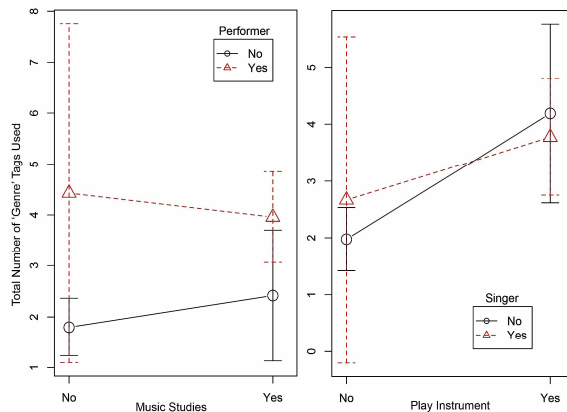 Total Number of 'Genre' Tags Used
8
7
6
5
4
3
2
1
Performer
No
Yes
No
Yes
Music Studies
5
4
3
2
1
0
Singer
No
Yes
No
Yes
Play Instrument